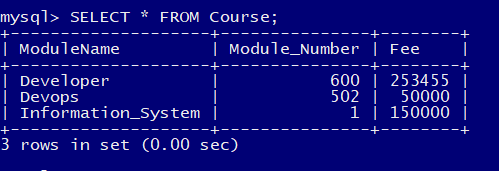 mysql> SELECT * FROM Course;
+--------------------+---------------+--------+
| ModuleName         | Module_Number | Fee    |
+--------------------+---------------+--------+
| Developer          |           600 | 253455 |
| Devops             |           502 |  50000 |
| Information_System |             1 | 150000 |
+--------------------+---------------+--------+
3 rows in set (0.00 sec)